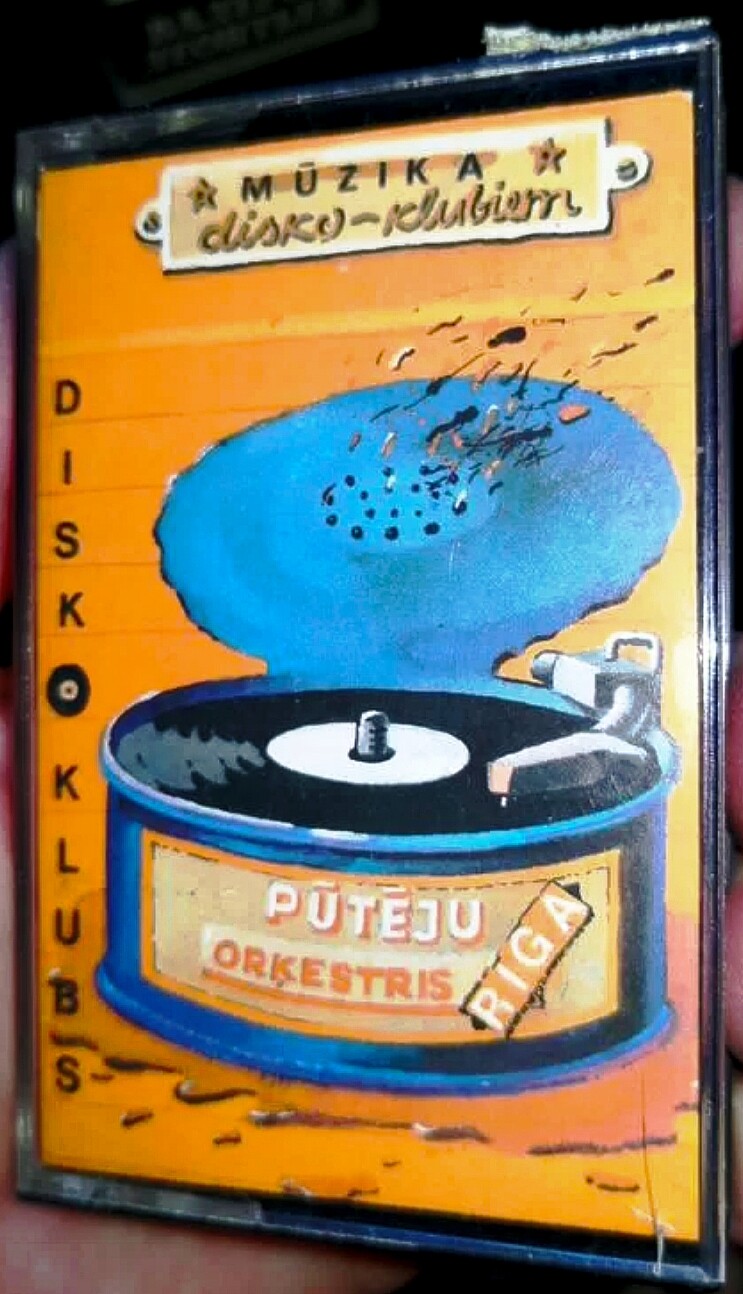 ★ MŪZIKA ★
disko-klubiem
DISKO KLUBS
PŪTĒJU
ORĶESTRIS
RIGA